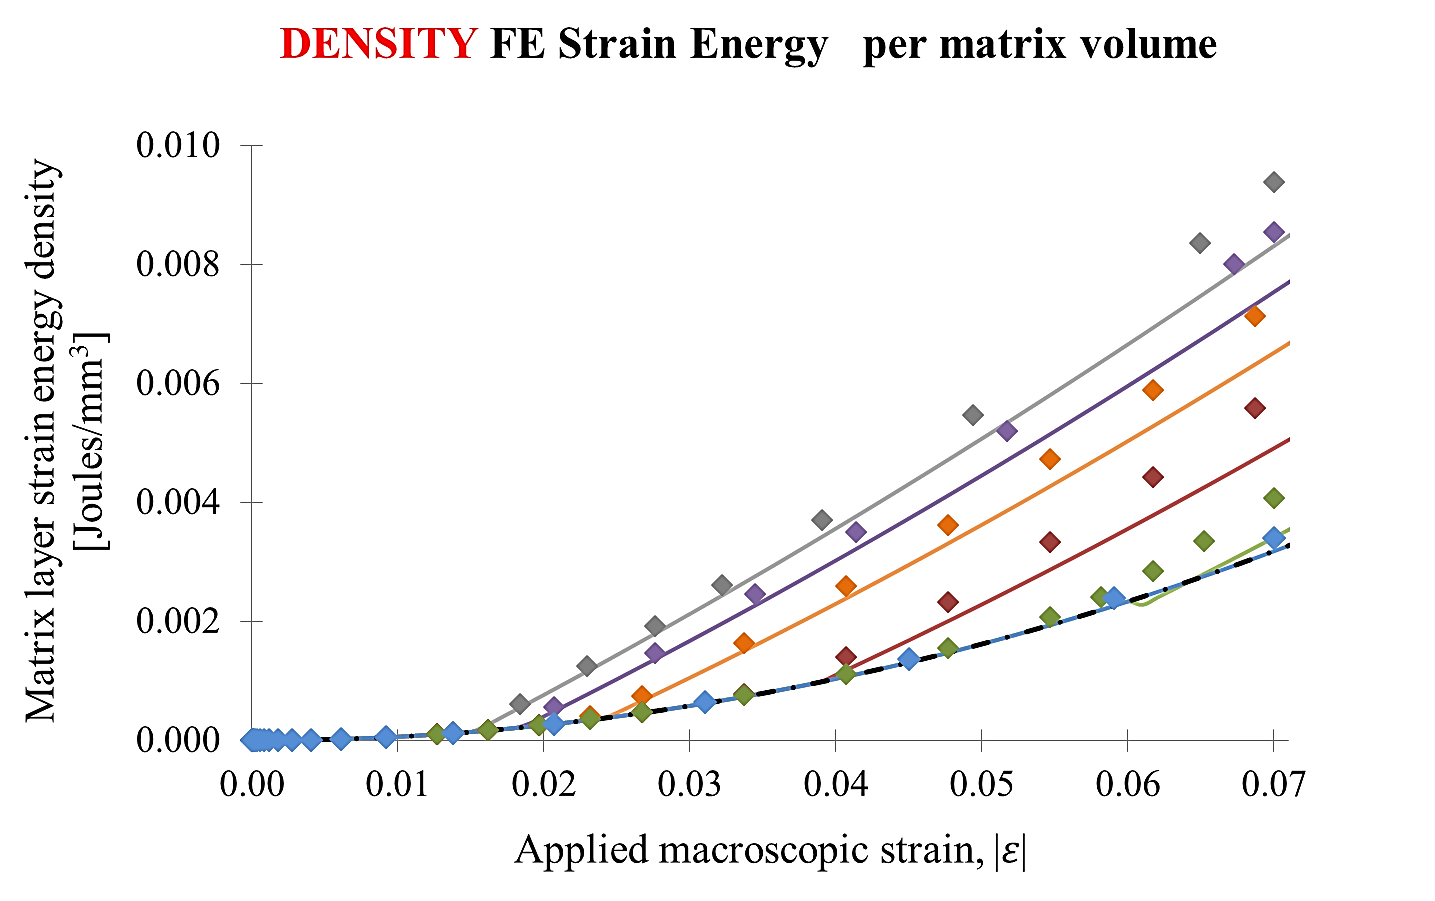 DENSITY FE Strain Energy per matrix volume
Matrix layer strain energy density
[Joules/mm³]
0.010
0.008
0.006
0.004
0.002
0.000
0.00 0.01 0.02 0.03 0.04 0.05 0.06 0.07
Applied macroscopic strain, |ε|